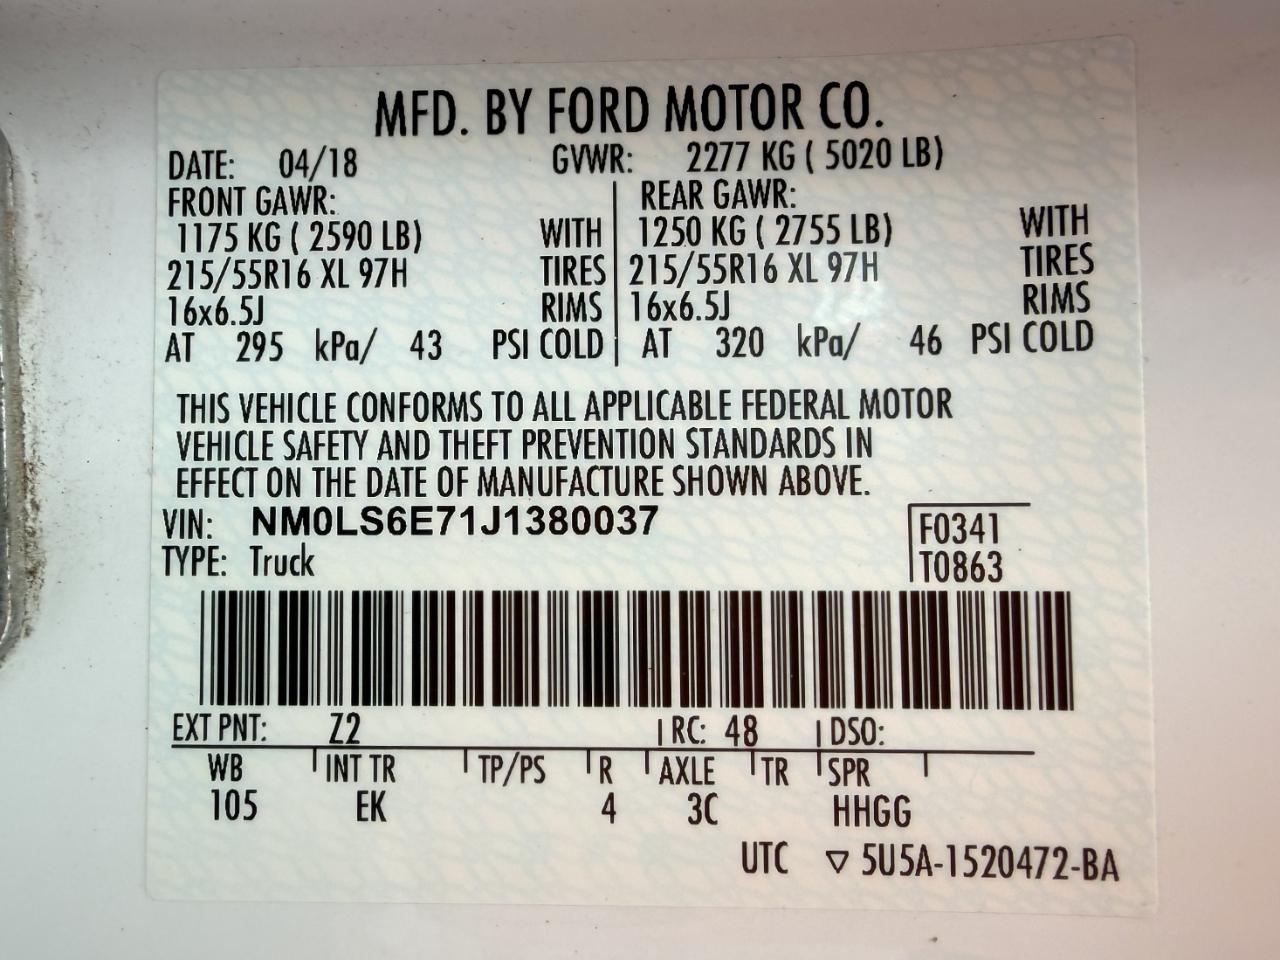 MFD. BY FORD MOTOR CO.
DATE: 04/18 GVWR: 2277 KG ( 5020 LB)
FRONT GAWR: REAR GAWR:
1175 KG ( 2590 LB) WITH 1250 KG ( 2755 LB) WITH
215/55R16 XL 97H TIRES 215/55R16 XL 97H TIRES
16x6.5J RIMS 16x6.5J RIMS
AT 295 kPa/ 43 PSI COLD AT 320 kPa/ 46 PSI COLD
THIS VEHICLE CONFORMS TO ALL APPLICABLE FEDERAL MOTOR
VEHICLE SAFETY AND THEFT PREVENTION STANDARDS IN
EFFECT ON THE DATE OF MANUFACTURE SHOWN ABOVE.
VIN: NM0LS6E71J1380037 F0341
TYPE: Truck T0863
EXT PNT: Z2 RC: 48 DSO:
WB INT TR TP/PS R AXLE TR SPR
105 EK 4 3C HHGG
UTC ▽ 5U5A-1520472-BA